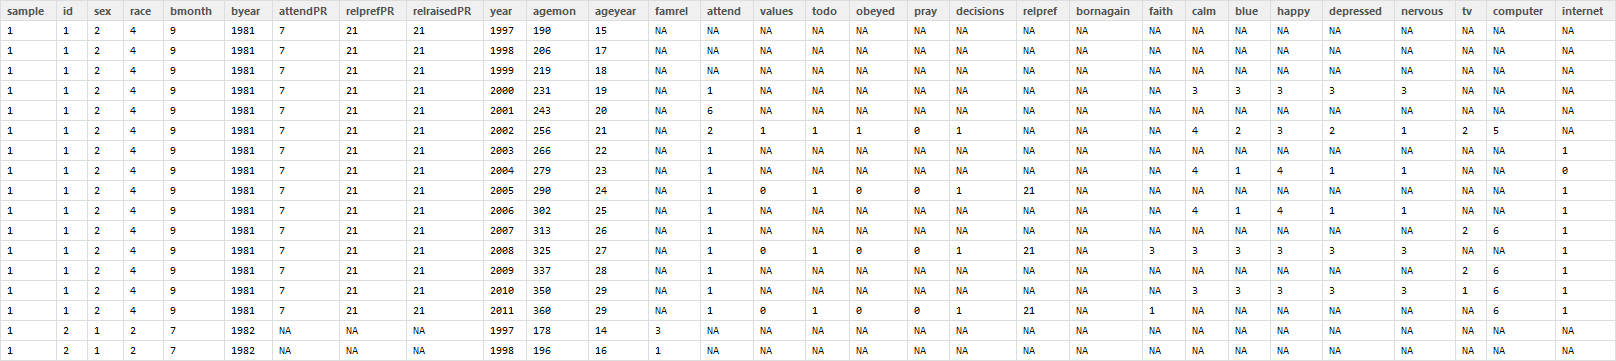 sample id sex race bmonth byear attendPR relprefPR relraisedPR year agemon ageyear famrel attend values todo obeyed pray decisions relpref bornagain faith calm blue happy depressed nervous tv computer internet
1 1 2 4 9 1981 7 21 21 1997 190 15 NA NA NA NA NA NA NA NA NA NA NA NA NA NA NA NA NA NA
1 1 2 4 9 1981 7 21 21 1998 206 17 NA NA NA NA NA NA NA NA NA NA NA NA NA NA NA NA NA NA
1 1 2 4 9 1981 7 21 21 1999 219 18 NA NA NA NA NA NA NA NA NA NA NA NA NA NA NA NA NA NA
1 1 2 4 9 1981 7 21 21 2000 231 19 NA 1 NA NA NA NA NA NA NA NA 3 3 3 3 3 NA NA NA
1 1 2 4 9 1981 7 21 21 2001 243 20 NA 6 NA NA NA NA NA NA NA NA NA NA NA NA NA NA NA NA
1 1 2 4 9 1981 7 21 21 2002 256 21 NA 2 1 1 1 0 1 NA NA NA 4 2 3 2 1 2 5 NA
1 1 2 4 9 1981 7 21 21 2003 266 22 NA 1 NA NA NA NA NA NA NA NA NA NA NA NA NA NA NA 1
1 1 2 4 9 1981 7 21 21 2004 279 23 NA 1 NA NA NA NA NA NA NA NA 4 1 4 1 1 NA NA 0
1 1 2 4 9 1981 7 21 21 2005 290 24 NA 1 0 1 0 0 1 21 NA NA NA NA NA NA NA NA NA 1
1 1 2 4 9 1981 7 21 21 2006 302 25 NA 1 NA NA NA NA NA NA NA NA 4 1 4 1 1 NA NA 1
1 1 2 4 9 1981 7 21 21 2007 313 26 NA 1 NA NA NA NA NA NA NA NA NA NA NA NA NA 2 6 1
1 1 2 4 9 1981 7 21 21 2008 325 27 NA 1 0 1 0 0 1 21 NA 3 3 3 3 3 3 NA NA 1
1 1 2 4 9 1981 7 21 21 2009 337 28 NA 1 NA NA NA NA NA NA NA NA NA NA NA NA NA 2 6 1
1 1 2 4 9 1981 7 21 21 2010 350 29 NA 1 NA NA NA NA NA NA NA NA 3 3 3 3 3 1 6 1
1 1 2 4 9 1981 7 21 21 2011 360 29 NA 1 0 1 0 0 1 21 NA 1 NA NA NA NA NA NA 6 1
1 2 1 2 7 1982 NA NA NA 1997 178 14 3 NA NA NA NA NA NA NA NA NA NA NA NA NA NA NA NA NA
1 2 1 2 7 1982 NA NA NA 1998 196 16 1 NA NA NA NA NA NA NA NA NA NA NA NA NA NA NA NA NA